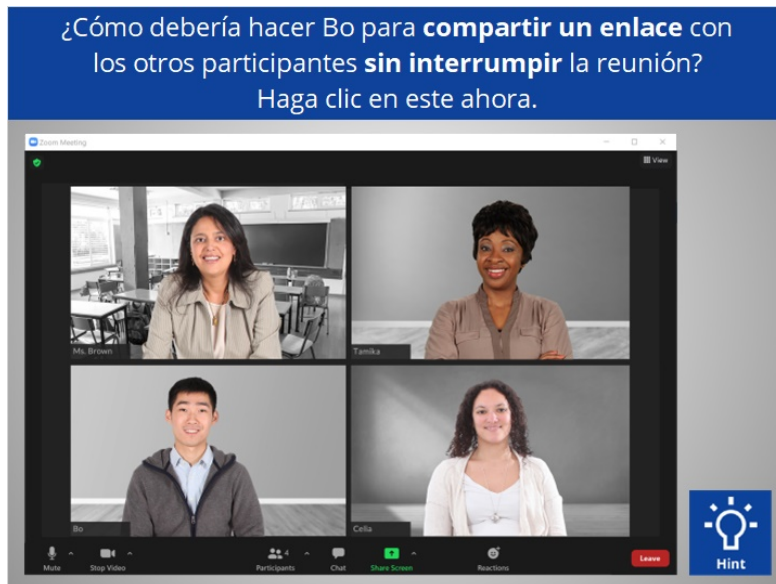 ¿Cómo debería hacer Bo para compartir un enlace con
los otros participantes sin interrumpir la reunión?
Haga clic en este ahora.
Zoom Meeting
View
Ms. Brown
Tamika
Bo
Celia
Mute
Stop Video
4
Participants
Chat
Share Screen
Reactions
Leave
Hint